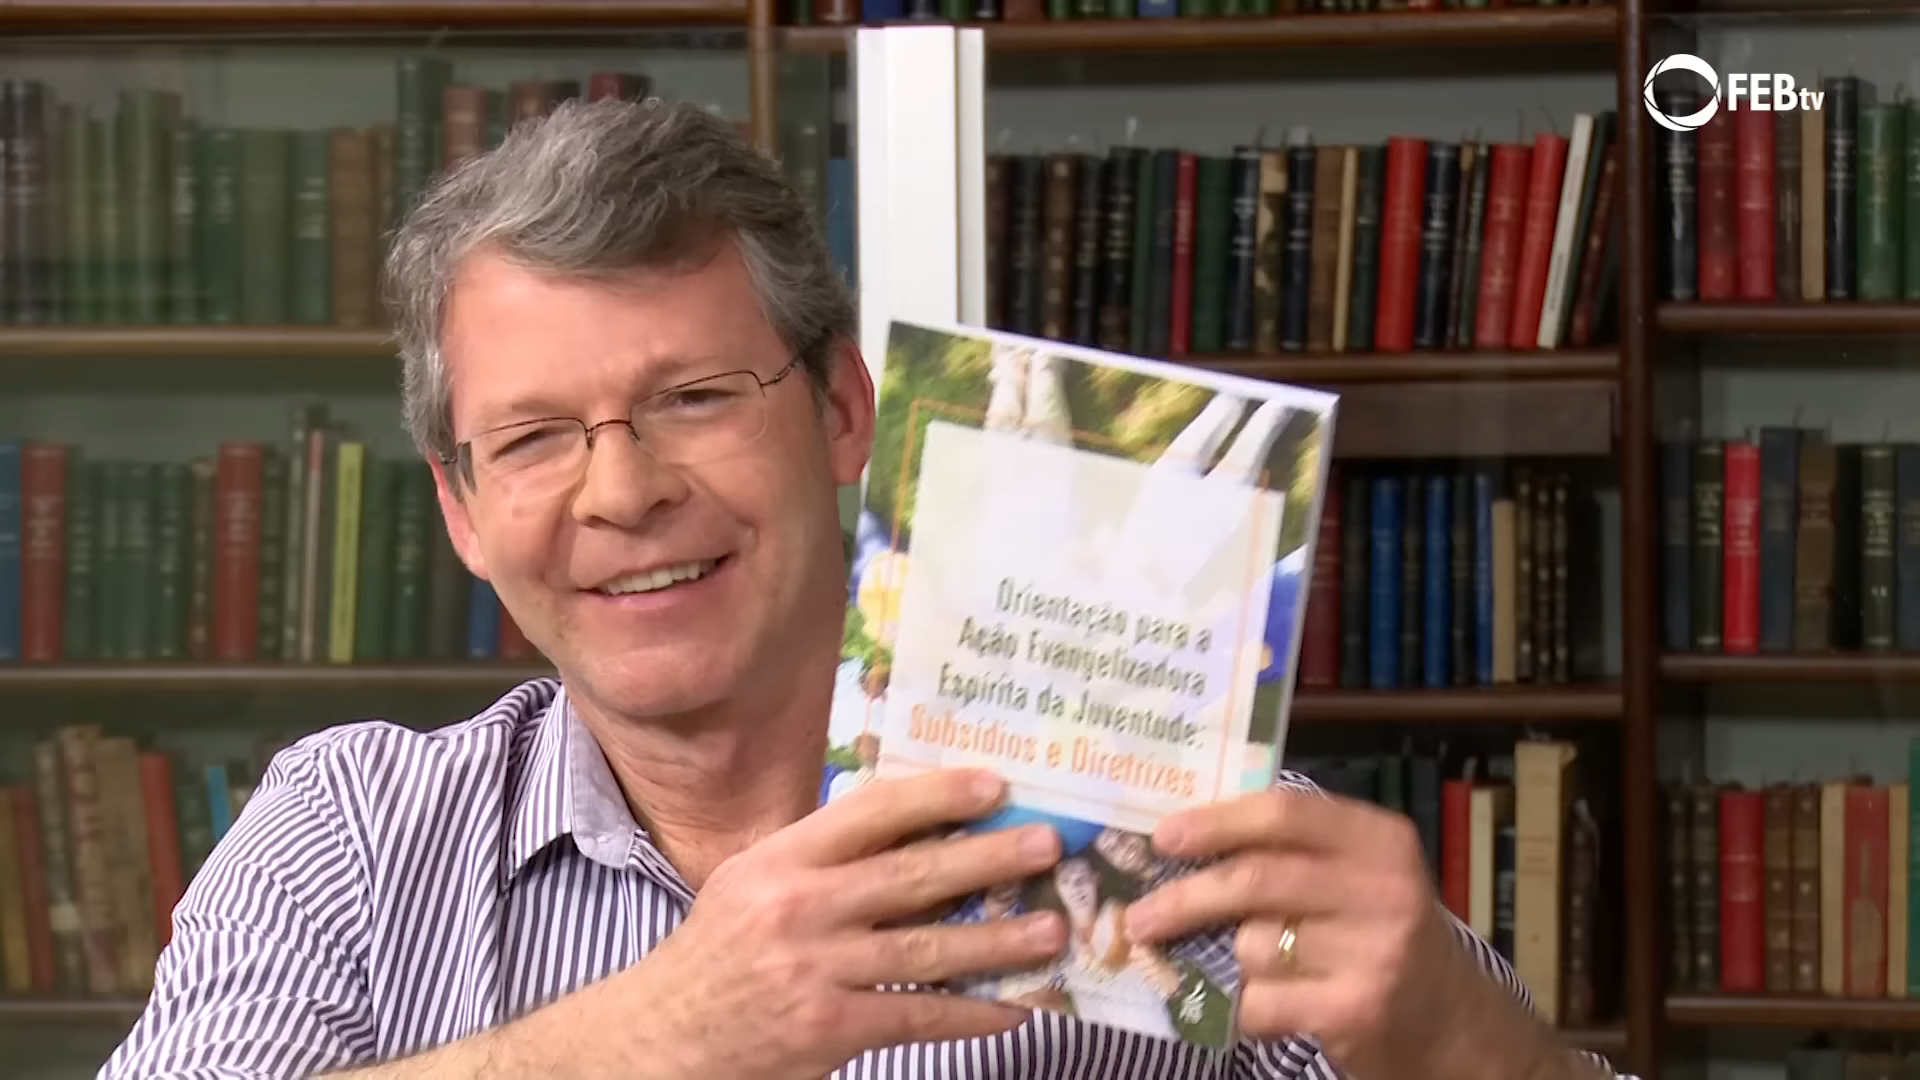 FEBtv
Orientação para a
Ação Evangelizadora
Espírita da Juventude:
Subsídios e Diretrizes